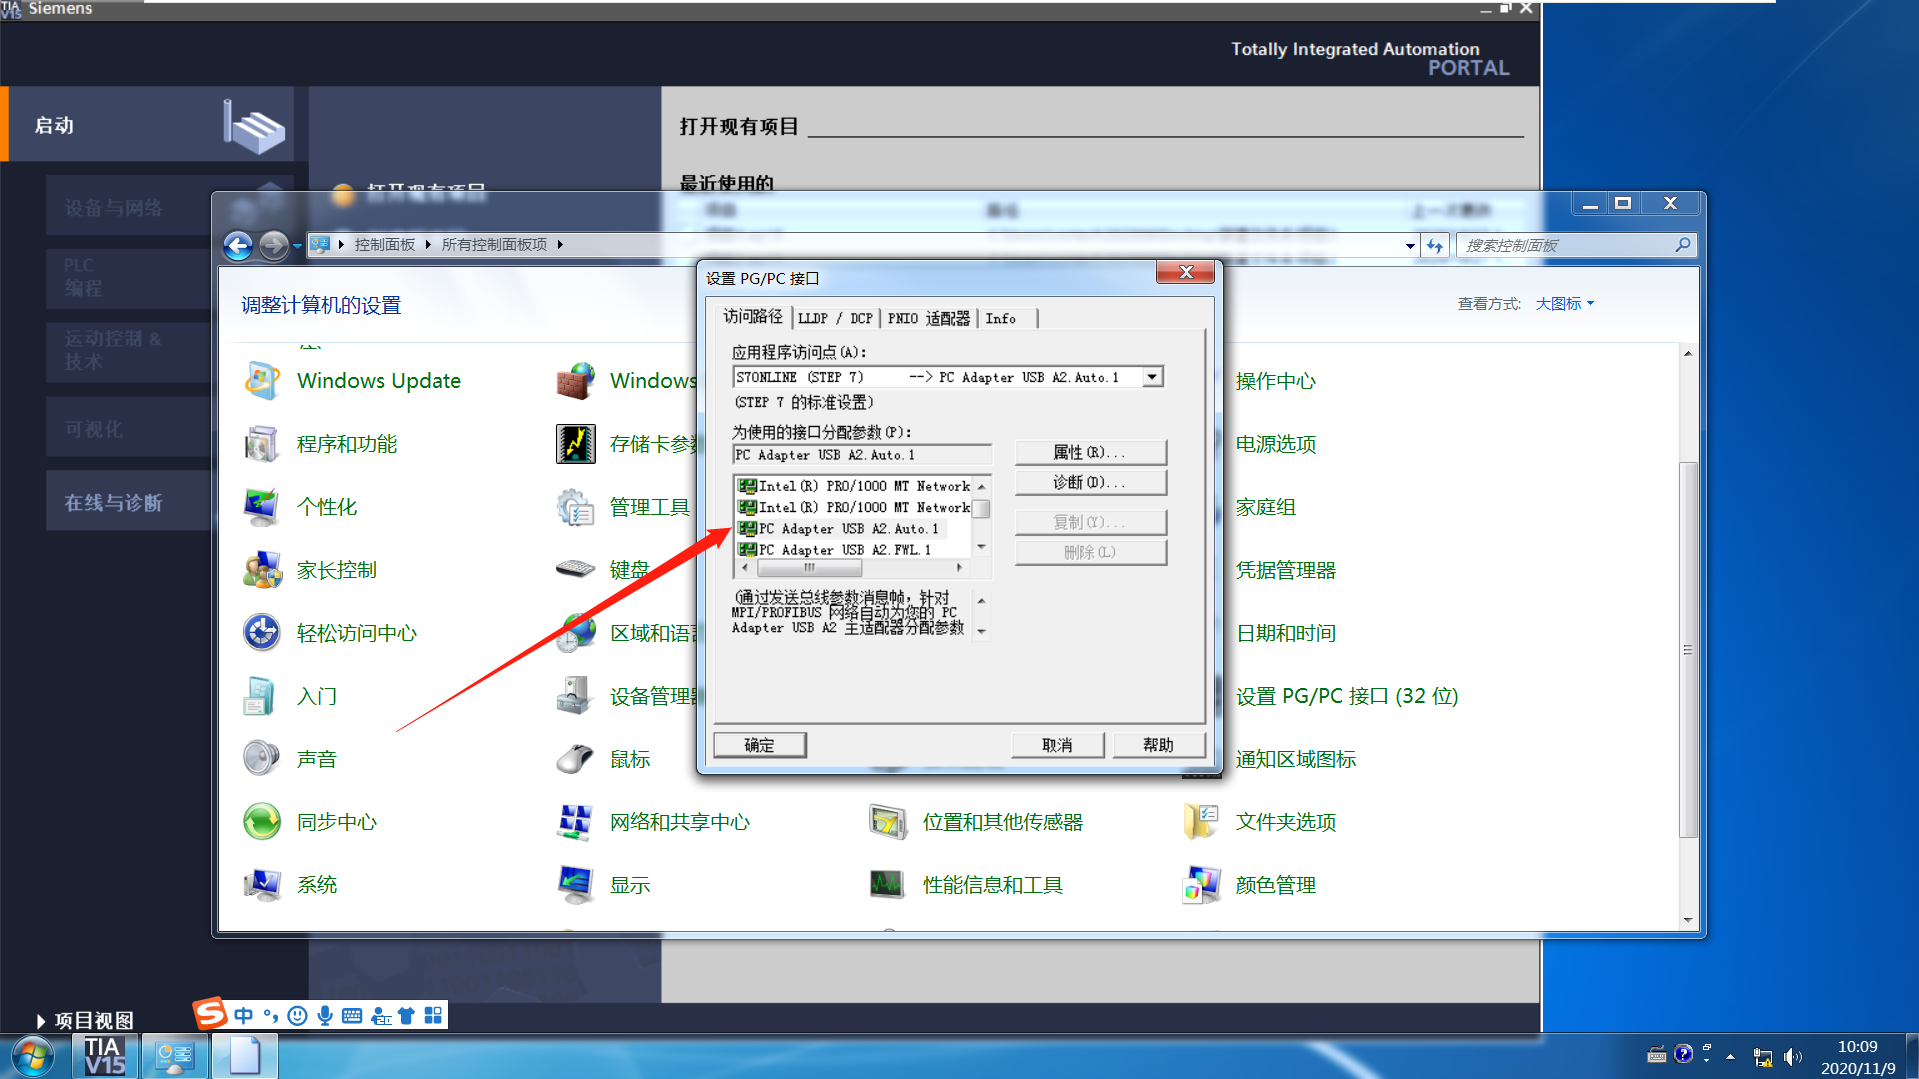 TIA V15 Siemens
Totally Integrated Automation
PORTAL
启动
打开现有项目
设备与网络
打开现有项目
最近使用的
项目
路径
上一次更改
控制面板
所有控制面板项
搜索控制面板
PLC
编程
设置 PG/PC 接口
调整计算机的设置
查看方式:
大图标
访问路径
LLDP / DCP
PNIO 适配器
Info
运动控制 &
技术
应用程序访问点(A):
S7ONLINE (STEP 7) --> PC Adapter USB A2.Auto.1
(STEP 7 的标准设置)
Windows Update
Windows
操作中心
可视化
为使用的接口分配参数(P):
PC Adapter USB A2.Auto.1
属性(R)...
程序和功能
存储卡参数
电源选项
诊断(D)...
Intel(R) PRO/1000 MT Network
Intel(R) PRO/1000 MT Network
PC Adapter USB A2.Auto.1
PC Adapter USB A2.FWL.1
在线与诊断
个性化
管理工具
家庭组
复制(Y)...
删除(L)
家长控制
键盘
凭据管理器
(通过发送总线参数消息帧，针对
MPI/PROFIBUS 网络自动为您的 PC
Adapter USB A2 主适配器分配参数
轻松访问中心
区域和语言
日期和时间
入门
设备管理器
设置 PG/PC 接口 (32 位)
确定
取消
帮助
声音
鼠标
通知区域图标
同步中心
网络和共享中心
位置和其他传感器
文件夹选项
系统
显示
性能信息和工具
颜色管理
项目视图
S 中
TIA
V15
10:09
2020/11/9